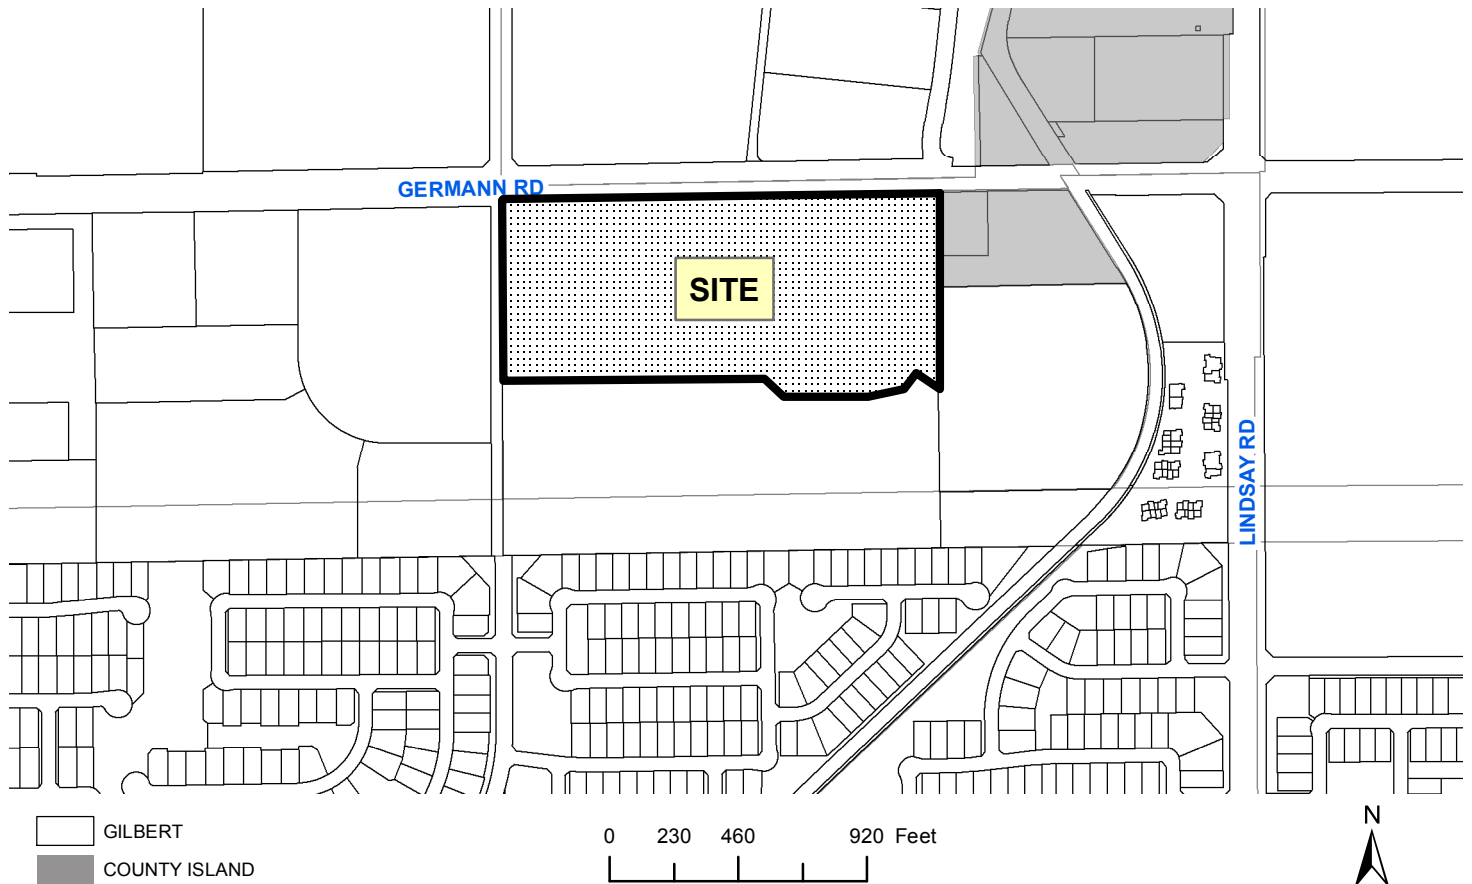 GERMANN RD
SITE
LINDSAY RD
GILBERT
COUNTY ISLAND
0 230 460 920 Feet
N